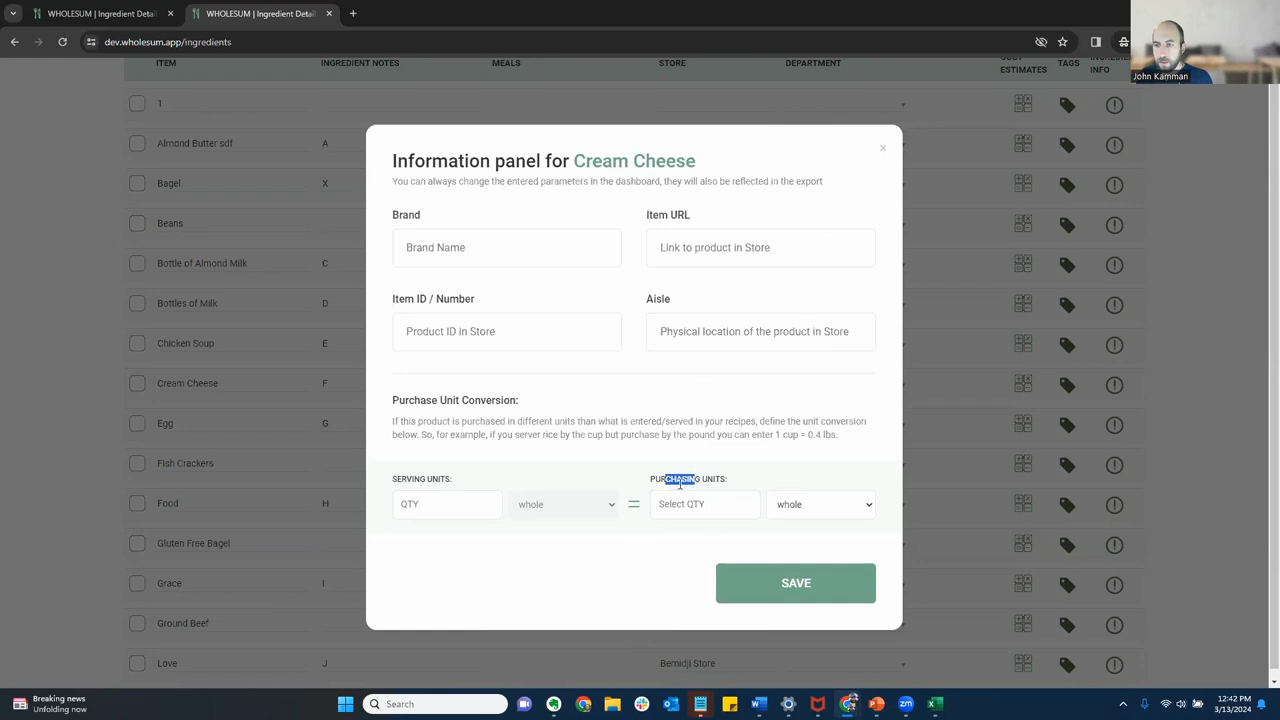 WHOLESUM | Ingredient Detail
WHOLESUM | Ingredient Detail
dev.wholesum.app/ingredients
John Kamman
ITEM
INGREDIENT NOTES
MEALS
STORE
DEPARTMENT
ESTIMATES
TAGS
INFO
1
Almond Butter sdf
A
Bagel
X
Beans
Bottle of Almond Milk
C
Bottles of Milk
D
Chicken Soup
E
Cream Cheese
F
Egg
G
Fish Crackers
Food
H
Gluten Free Bagel
Grace
I
Ground Beef
Love
J
Bemidji Store
Information panel for Cream Cheese
×
You can always change the entered parameters in the dashboard, they will also be reflected in the export
Brand
Item URL
Brand Name
Link to product in Store
Item ID / Number
Aisle
Product ID in Store
Physical location of the product in Store
Purchase Unit Conversion:
If this product is purchased in different units than what is entered/served in your recipes, define the unit conversion
below. So, for example, if you server rice by the cup but purchase by the pound you can enter 1 cup = 0.4 lbs.
SERVING UNITS:
PURCHASING UNITS:
QTY
whole
=
Select QTY
whole
SAVE
Breaking news
Unfolding now
Search
12:42 PM
3/13/2024